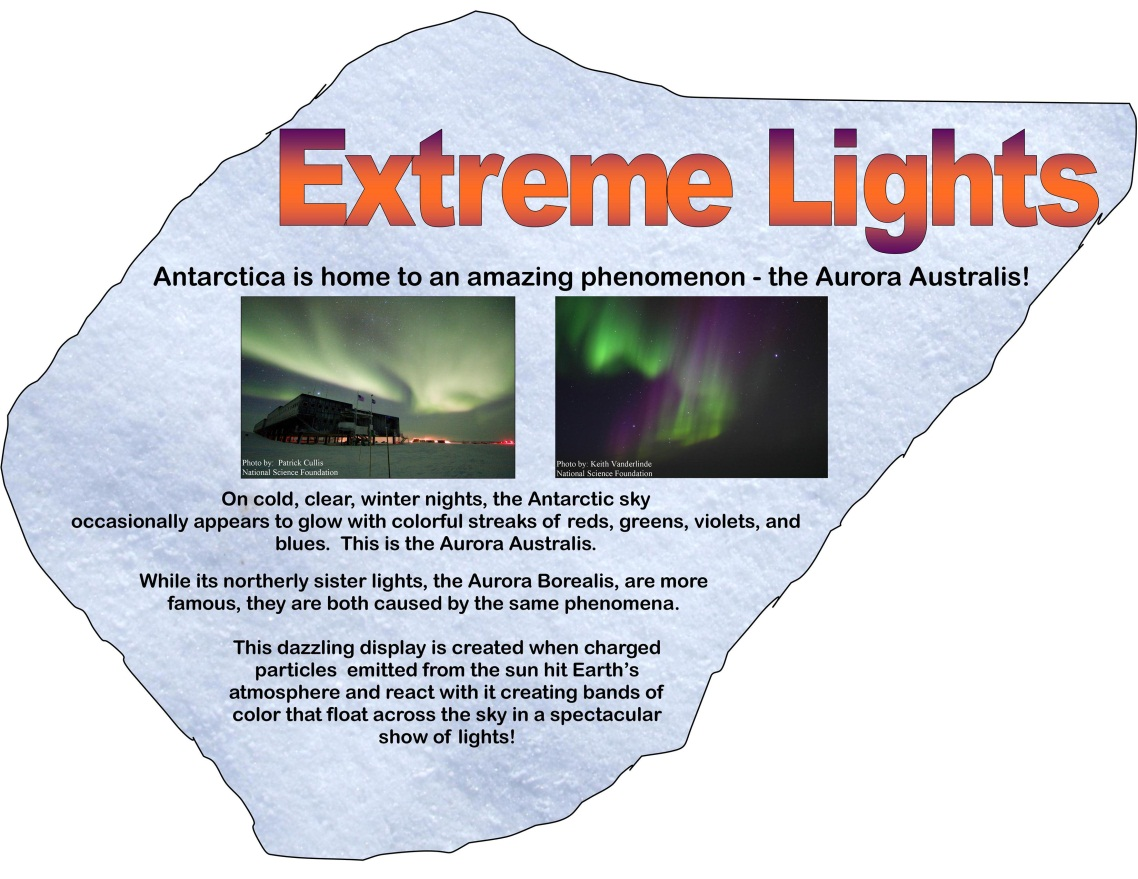 Extreme Lights
Antarctica is home to an amazing phenomenon - the Aurora Australis!
Photo by: Patrick Cullis
National Science Foundation
Photo by: Keith Vanderlinde
National Science Foundation
On cold, clear, winter nights, the Antarctic sky
occasionally appears to glow with colorful streaks of reds, greens, violets, and
blues. This is the Aurora Australis.
While its northerly sister lights, the Aurora Borealis, are more
famous, they are both caused by the same phenomena.
This dazzling display is created when charged
particles emitted from the sun hit Earth's
atmosphere and react with it creating bands of
color that float across the sky in a spectacular
show of lights!